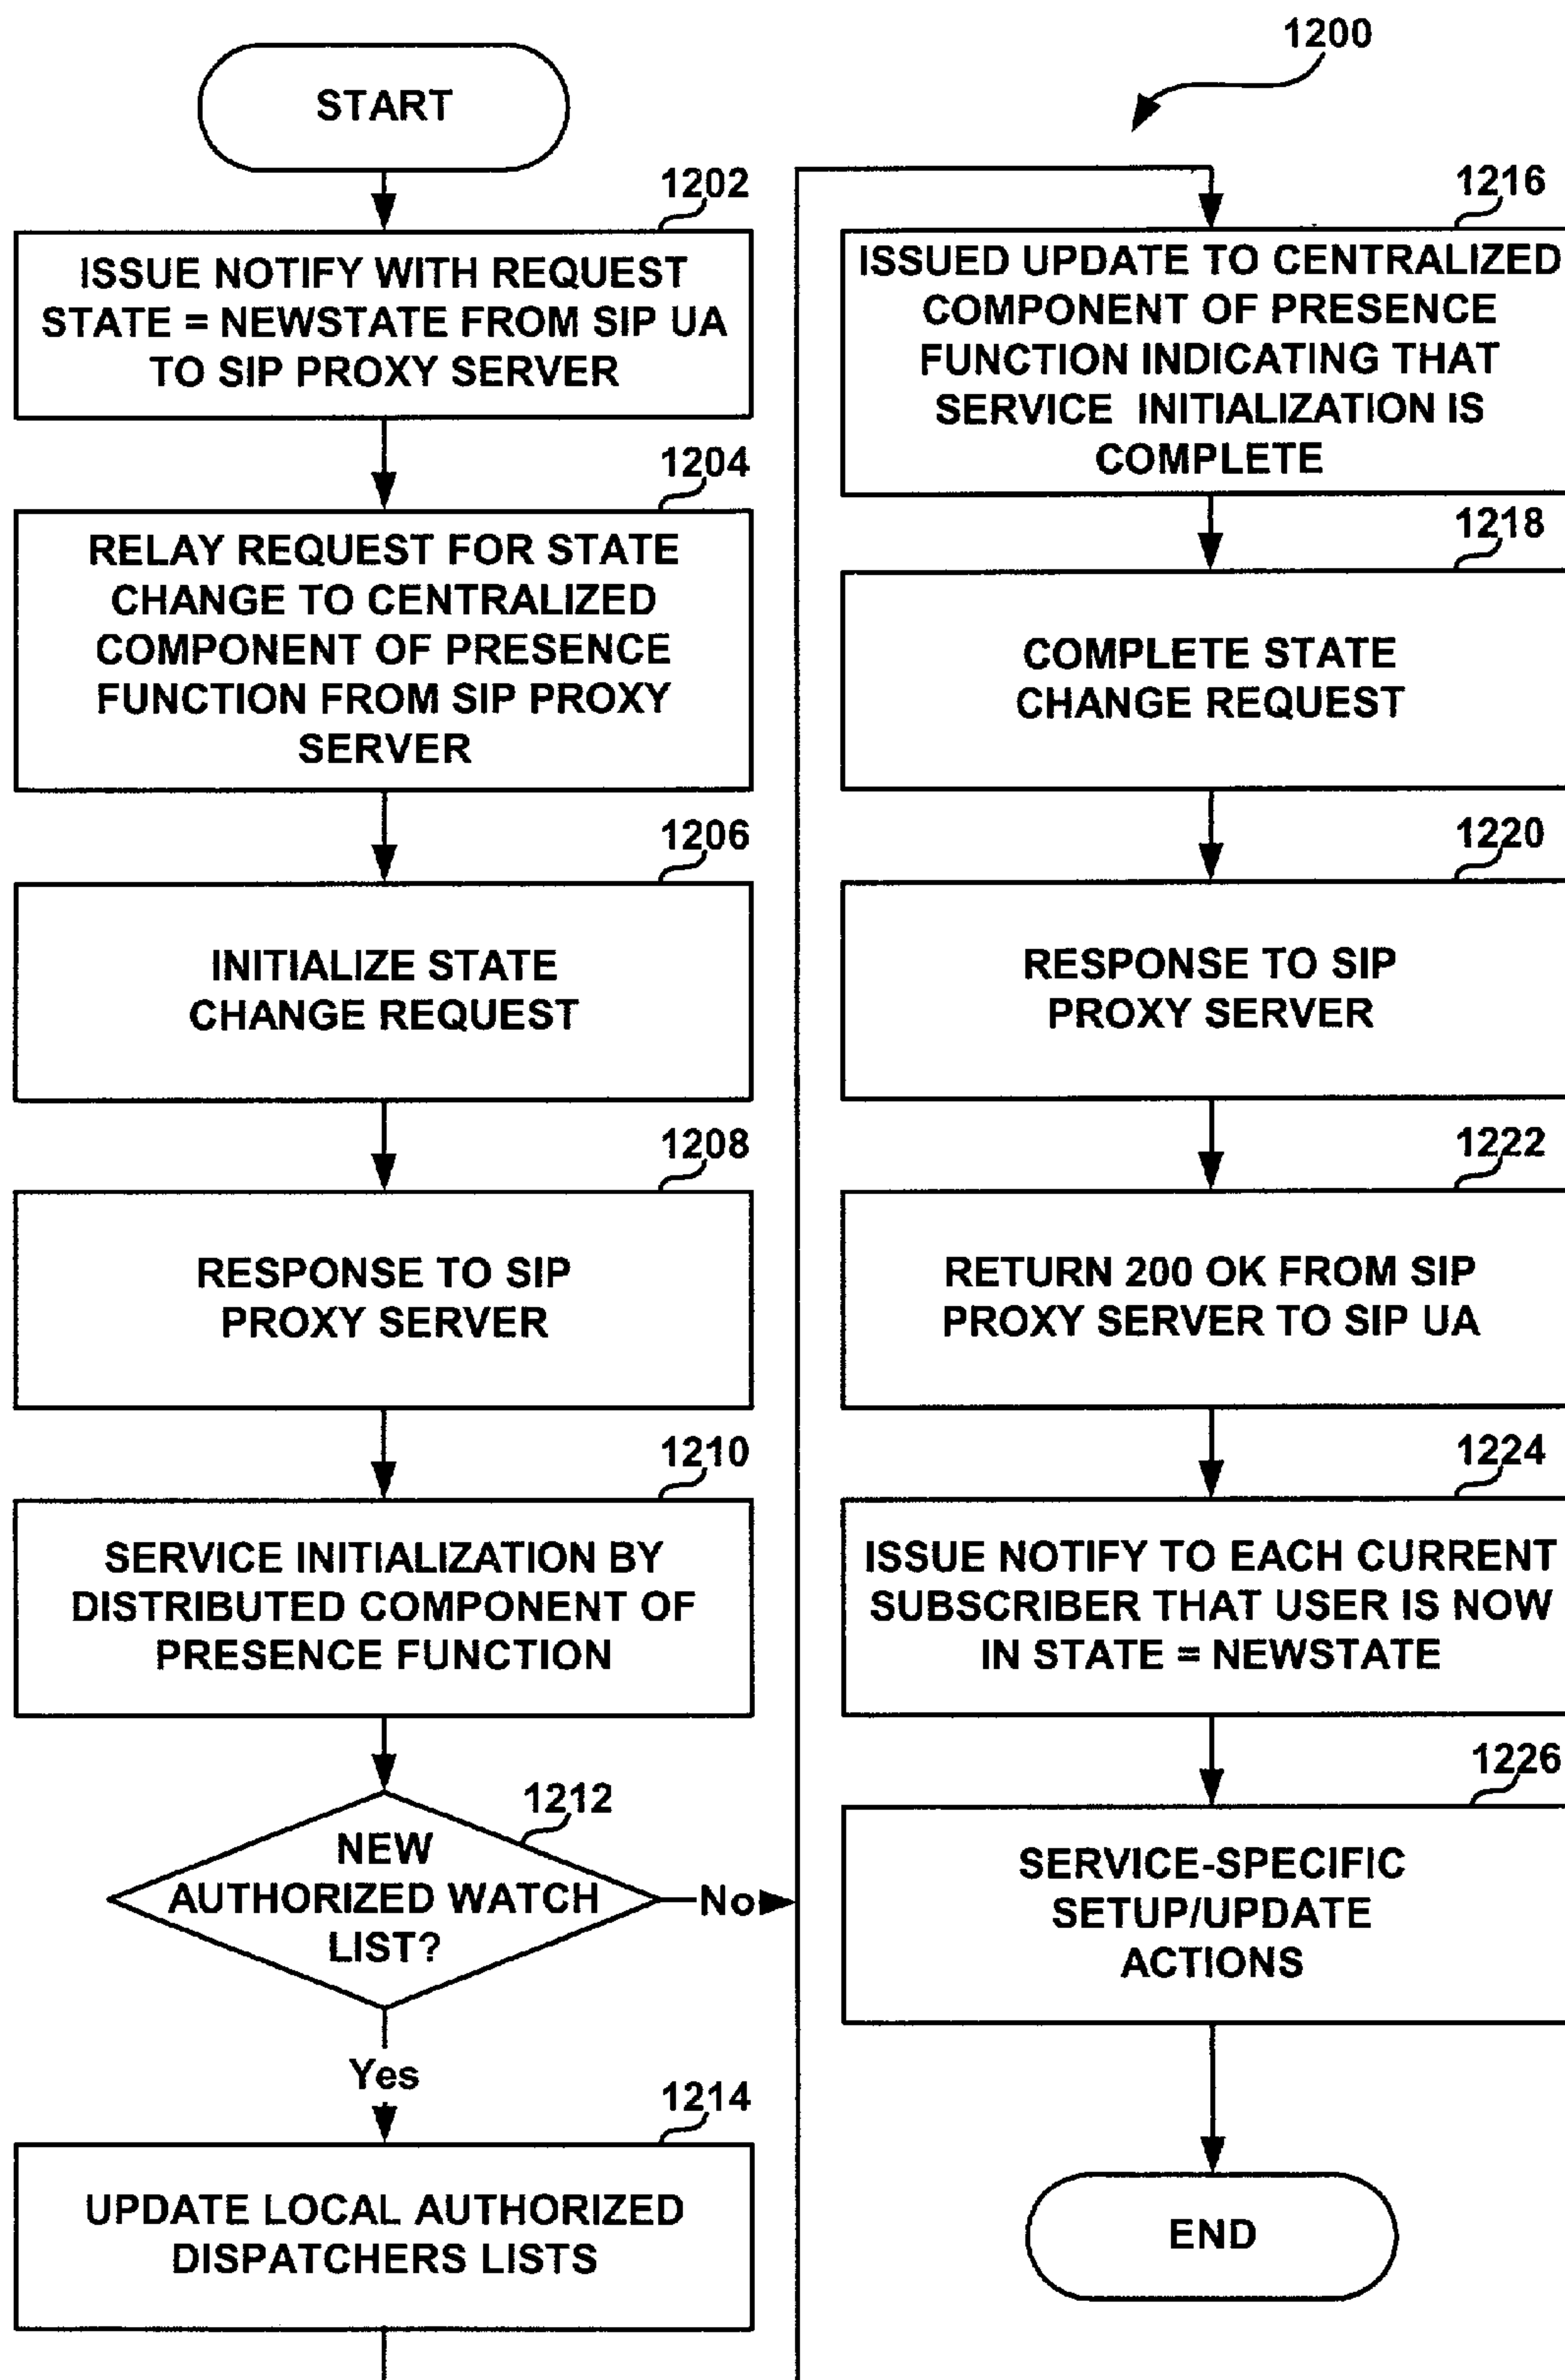 1200
START
1202
ISSUE NOTIFY WITH REQUEST
STATE = NEWSTATE FROM SIP UA
TO SIP PROXY SERVER
1204
RELAY REQUEST FOR STATE
CHANGE TO CENTRALIZED
COMPONENT OF PRESENCE
FUNCTION FROM SIP PROXY
SERVER
1206
INITIALIZE STATE
CHANGE REQUEST
1208
RESPONSE TO SIP
PROXY SERVER
1210
SERVICE INITIALIZATION BY
DISTRIBUTED COMPONENT OF
PRESENCE FUNCTION
1212
NEW
AUTHORIZED WATCH
LIST?
No
Yes
1214
UPDATE LOCAL AUTHORIZED
DISPATCHERS LISTS
1216
ISSUED UPDATE TO CENTRALIZED
COMPONENT OF PRESENCE
FUNCTION INDICATING THAT
SERVICE INITIALIZATION IS
COMPLETE
1218
COMPLETE STATE
CHANGE REQUEST
1220
RESPONSE TO SIP
PROXY SERVER
1222
RETURN 200 OK FROM SIP
PROXY SERVER TO SIP UA
1224
ISSUE NOTIFY TO EACH CURRENT
SUBSCRIBER THAT USER IS NOW
IN STATE = NEWSTATE
1226
SERVICE-SPECIFIC
SETUP/UPDATE
ACTIONS
END